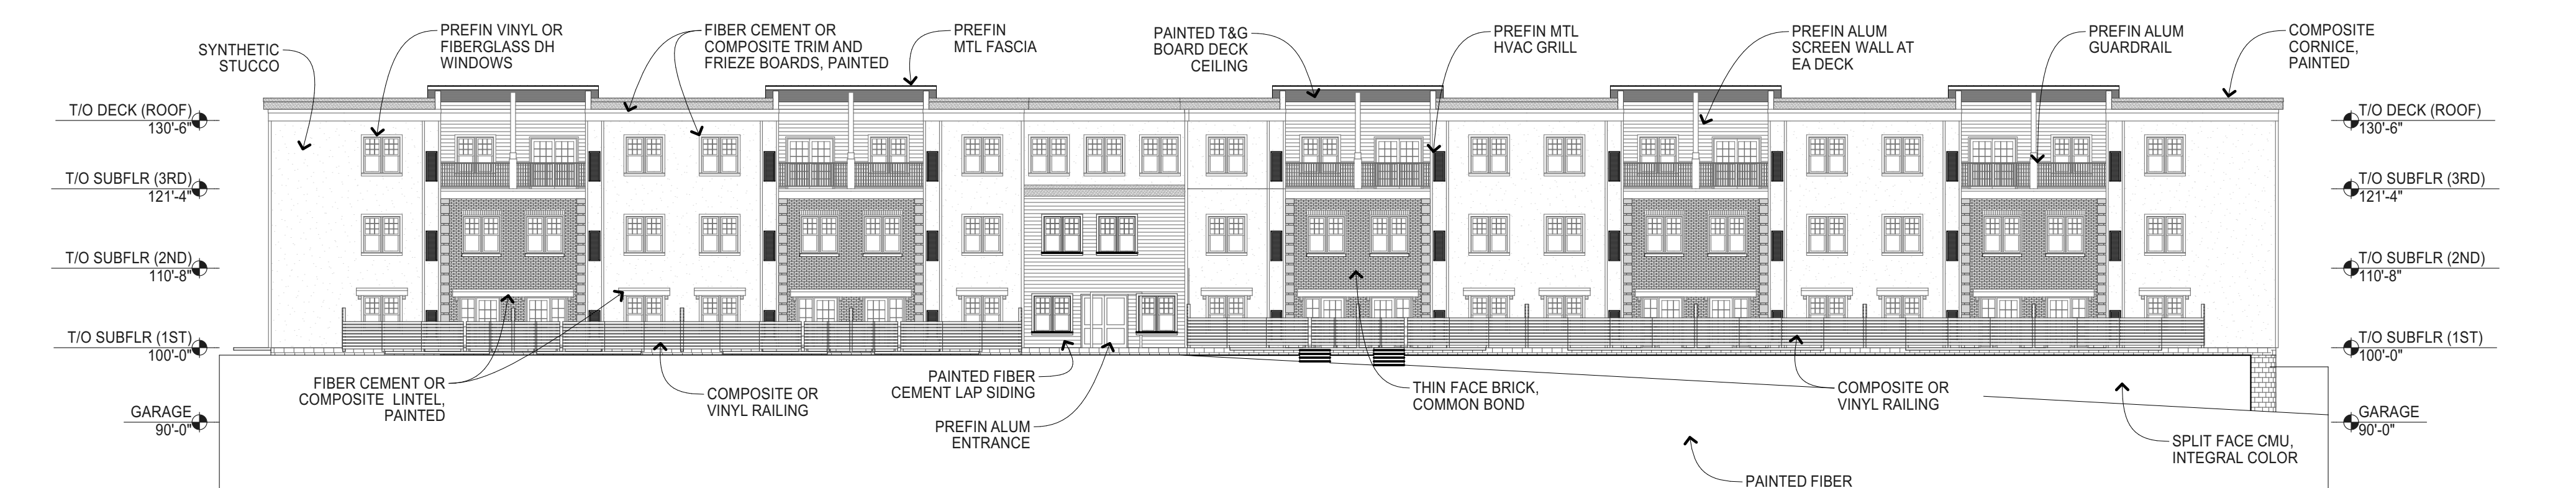 SYNTHETIC
STUCCO
PREFIN VINYL OR
FIBERGLASS DH
WINDOWS
FIBER CEMENT OR
COMPOSITE TRIM AND
FRIEZE BOARDS, PAINTED
PREFIN
MTL FASCIA
PAINTED T&G
BOARD DECK
CEILING
PREFIN MTL
HVAC GRILL
PREFIN ALUM
SCREEN WALL AT
EA DECK
PREFIN ALUM
GUARDRAIL
COMPOSITE
CORNICE,
PAINTED
T/O DECK (ROOF)
130'-6"
T/O SUBFLR (3RD)
121'-4"
T/O SUBFLR (2ND)
110'-8"
T/O SUBFLR (1ST)
100'-0"
GARAGE
90'-0"
T/O DECK (ROOF)
130'-6"
T/O SUBFLR (3RD)
121'-4"
T/O SUBFLR (2ND)
110'-8"
T/O SUBFLR (1ST)
100'-0"
GARAGE
90'-0"
FIBER CEMENT OR
COMPOSITE LINTEL,
PAINTED
COMPOSITE OR
VINYL RAILING
PAINTED FIBER
CEMENT LAP SIDING
PREFIN ALUM
ENTRANCE
THIN FACE BRICK,
COMMON BOND
COMPOSITE OR
VINYL RAILING
SPLIT FACE CMU,
INTEGRAL COLOR
PAINTED FIBER